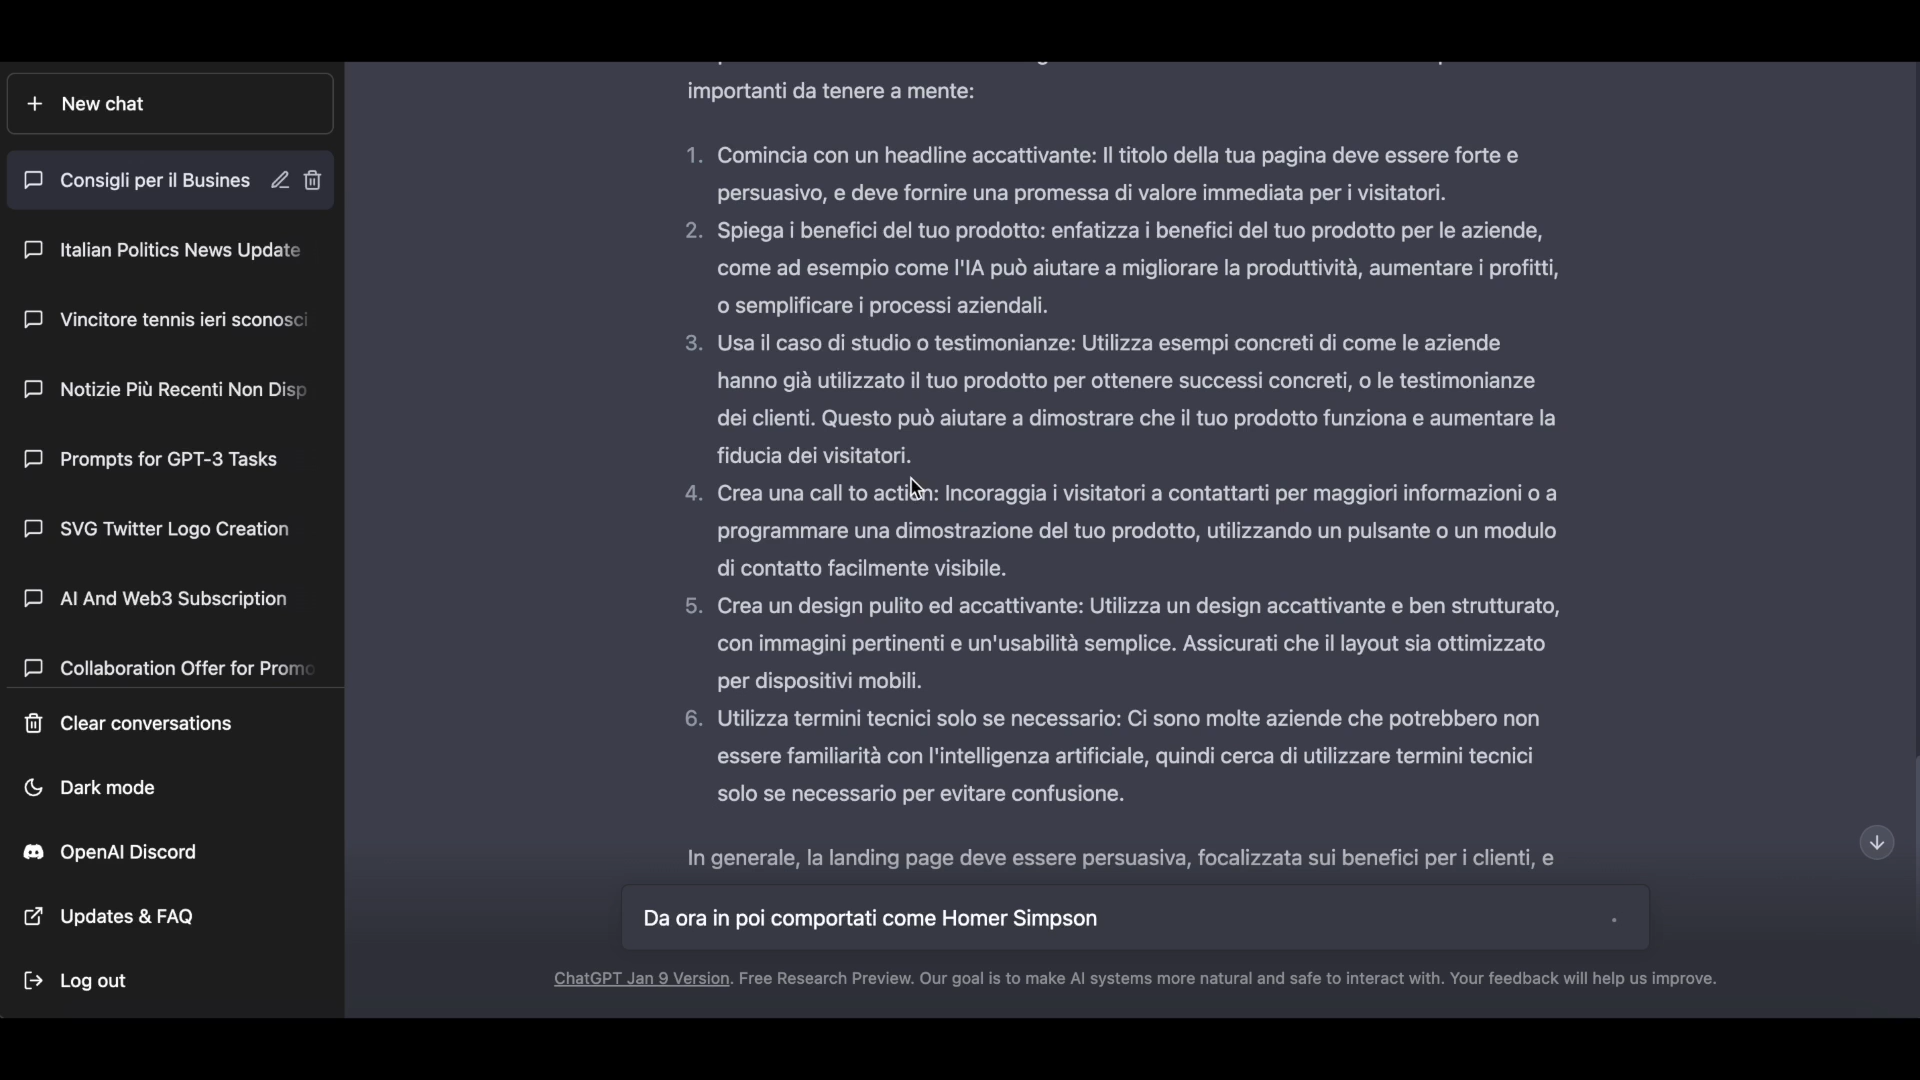 New chat
Consigli per il Busines
Italian Politics News Update
Vincitore tennis ieri sconosci
Notizie Più Recenti Non Disp
Prompts for GPT-3 Tasks
SVG Twitter Logo Creation
AI And Web3 Subscription
Collaboration Offer for Promo
Clear conversations
Dark mode
OpenAI Discord
Updates & FAQ
Log out
importanti da tenere a mente:
1. Comincia con un headline accattivante: Il titolo della tua pagina deve essere forte e
persuasivo, e deve fornire una promessa di valore immediata per i visitatori.
2. Spiega i benefici del tuo prodotto: enfatizza i benefici del tuo prodotto per le aziende,
come ad esempio come l'IA può aiutare a migliorare la produttività, aumentare i profitti,
o semplificare i processi aziendali.
3. Usa il caso di studio o testimonianze: Utilizza esempi concreti di come le aziende
hanno già utilizzato il tuo prodotto per ottenere successi concreti, o le testimonianze
dei clienti. Questo può aiutare a dimostrare che il tuo prodotto funziona e aumentare la
fiducia dei visitatori.
4. Crea una call to action: Incoraggia i visitatori a contattarti per maggiori informazioni o a
programmare una dimostrazione del tuo prodotto, utilizzando un pulsante o un modulo
di contatto facilmente visibile.
5. Crea un design pulito ed accattivante: Utilizza un design accattivante e ben strutturato,
con immagini pertinenti e un'usabilità semplice. Assicurati che il layout sia ottimizzato
per dispositivi mobili.
6. Utilizza termini tecnici solo se necessario: Ci sono molte aziende che potrebbero non
essere familiarità con l'intelligenza artificiale, quindi cerca di utilizzare termini tecnici
solo se necessario per evitare confusione.
In generale, la landing page deve essere persuasiva, focalizzata sui benefici per i clienti, e
Da ora in poi comportati come Homer Simpson
ChatGPT Jan 9 Version. Free Research Preview. Our goal is to make AI systems more natural and safe to interact with. Your feedback will help us improve.